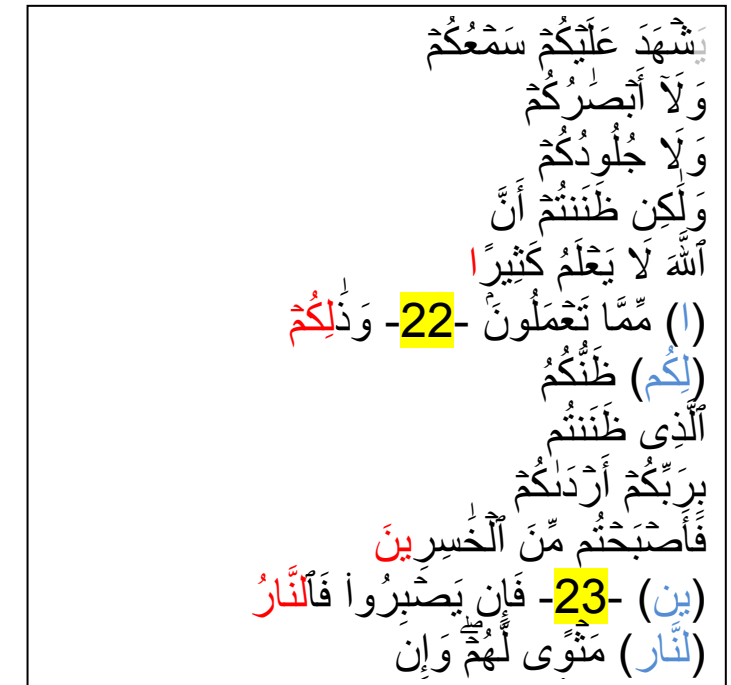 يَشۡهَدَ عَلَيۡكُمۡ سَمۡعُكُمۡ
وَلَآ أَبۡصَٰرُكُمۡ
وَلَا جُلُودُكُمۡ
وَلَٰكِن ظَنَنتُمۡ أَنَّ
ٱللَّهَ لَا يَعۡلَمُ كَثِيرًا
(ا) مِّمَّا تَعۡمَلُونَۚ -22- وَذَٰلِكُمۡ
(لِكُم) ظَنُّكُمُ
ٱلَّذِى ظَنَنتُم
بِرَبِّكُمۡ أَرۡدَىٰكُمۡ
فَأَصۡبَحۡتُم مِّنَ ٱلۡخَٰسِرِينَ
(ين) -23- فَإِن يَصۡبِرُواْ فَٱلنَّارُ
(لنَّار) مَثۡوًى لَّهُمۡۖ وَإِن